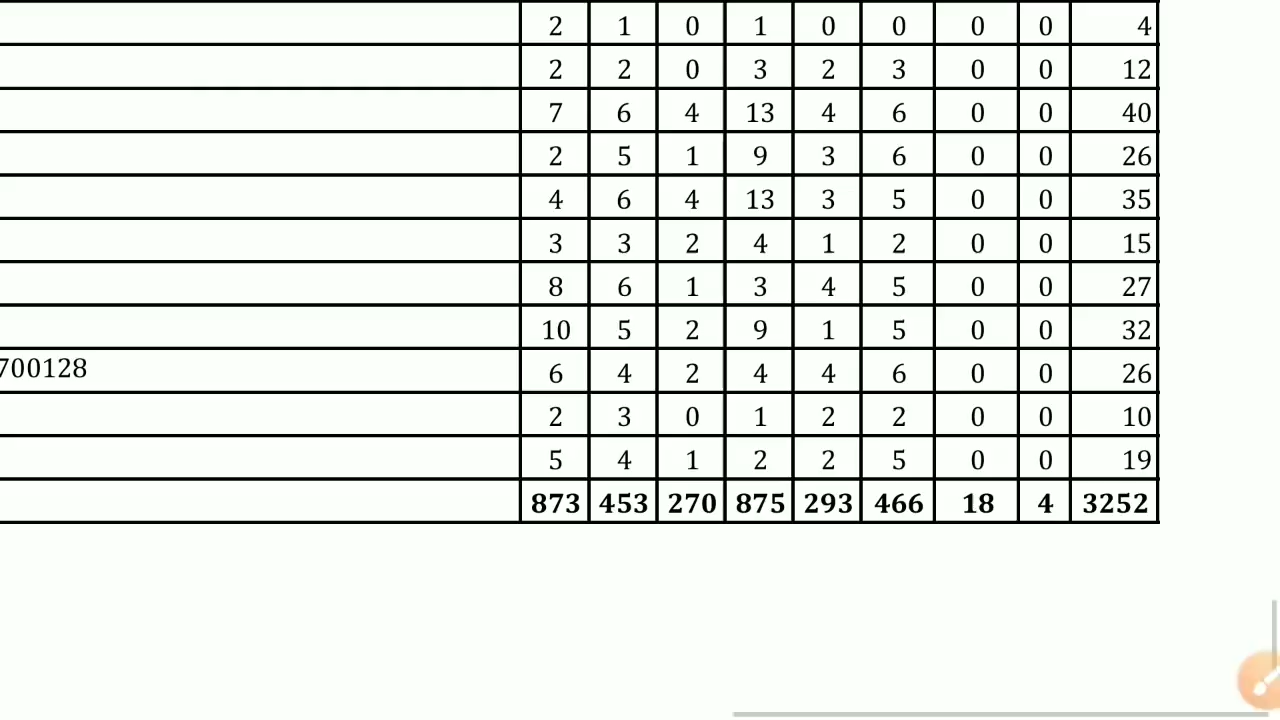 2 1 0 1 0 0 0 0 4
2 2 0 3 2 3 0 0 12
7 6 4 13 4 6 0 0 40
2 5 1 9 3 6 0 0 26
4 6 4 13 3 5 0 0 35
3 3 2 4 1 2 0 0 15
8 6 1 3 4 5 0 0 27
10 5 2 9 1 5 0 0 32
700128 6 4 2 4 4 6 0 0 26
2 3 0 1 2 2 0 0 10
5 4 1 2 2 5 0 0 19
873 453 270 875 293 466 18 4 3252